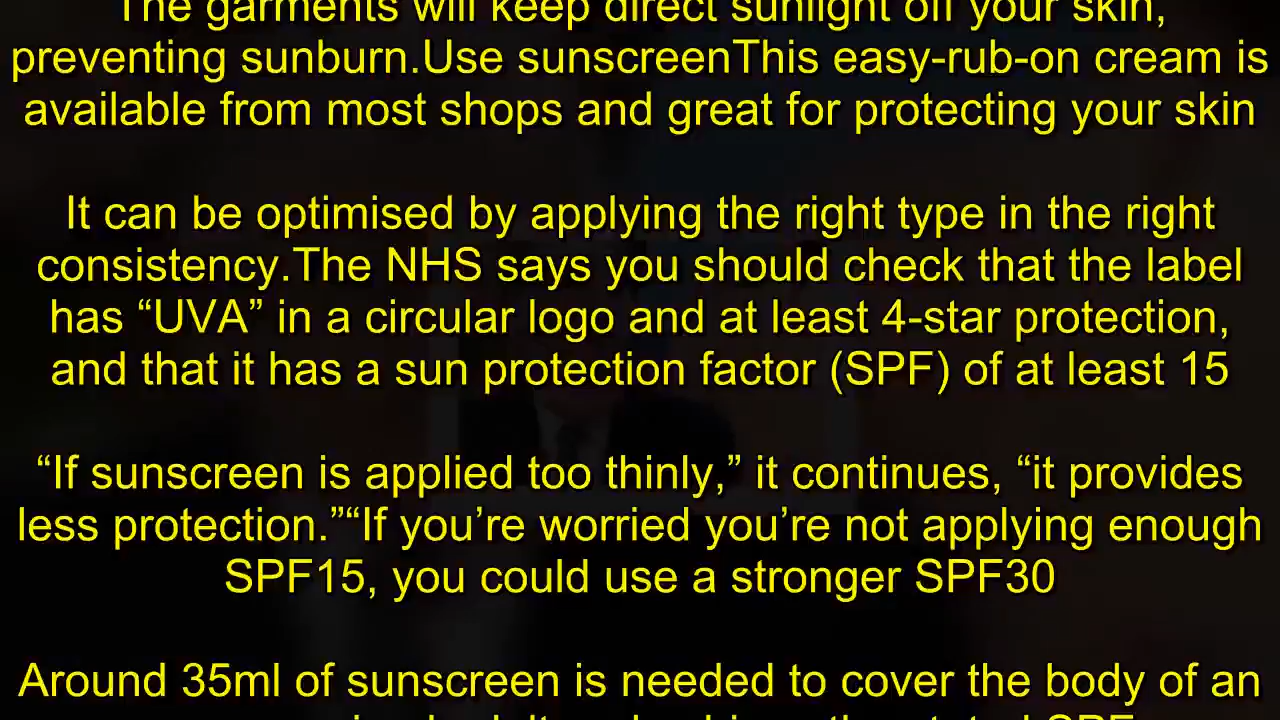 The garments will keep direct sunlight off your skin,
preventing sunburn.Use sunscreenThis easy-rub-on cream is
available from most shops and great for protecting your skin
It can be optimised by applying the right type in the right
consistency.The NHS says you should check that the label
has “UVA” in a circular logo and at least 4-star protection,
and that it has a sun protection factor (SPF) of at least 15
“If sunscreen is applied too thinly,” it continues, “it provides
less protection.”“If you’re worried you’re not applying enough
SPF15, you could use a stronger SPF30
Around 35ml of sunscreen is needed to cover the body of an